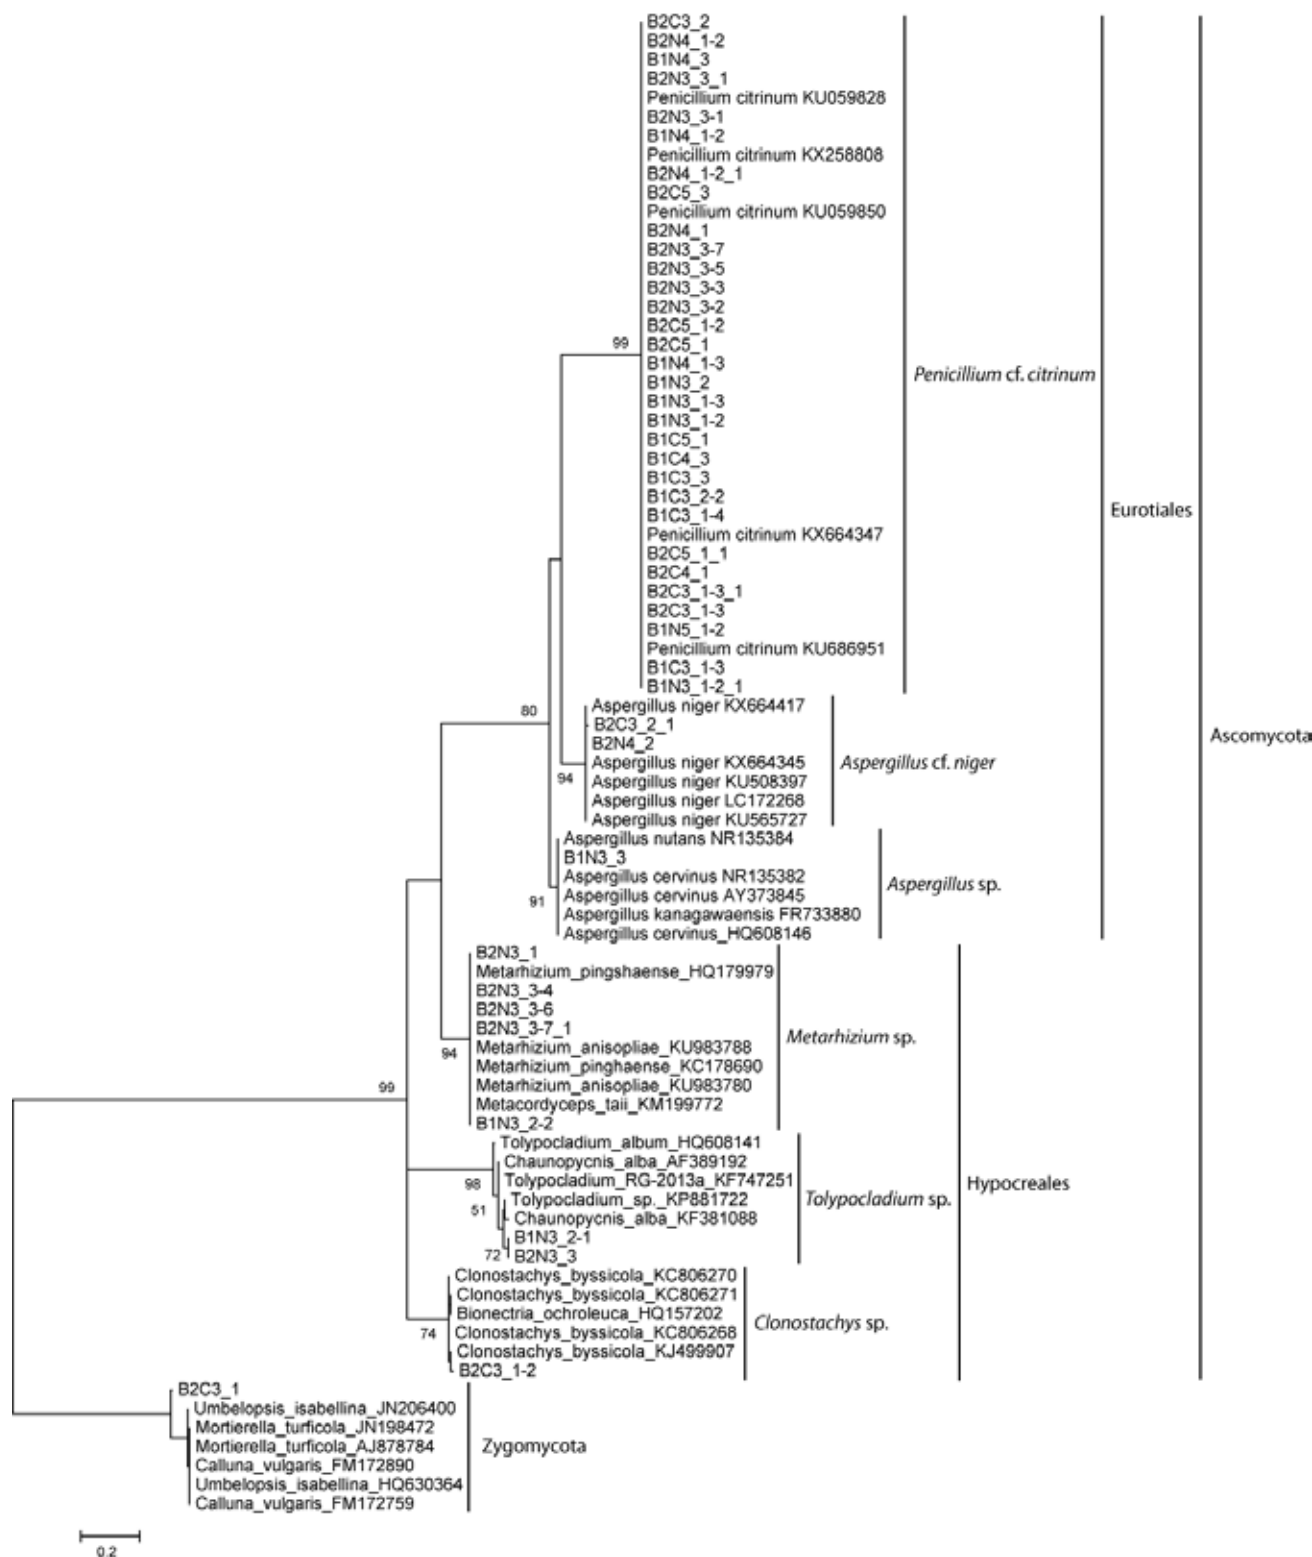 B2C3_2
B2N4_1-2
B1N4_3
B2N3_3_1
Penicillium citrinum KU059828
B2N3_3-1
B1N4_1-2
Penicillium citrinum KX258808
B2N4_1-2_1
B2C5_3
Penicillium citrinum KU059850
B2N4_1
B2N3_3-7
B2N3_3-5
B2N3_3-3
B2N3_3-2
B2C5_1-2
B2C5_1
99
B1N4_1-3
B1N3_2
Penicillium cf. citrinum
B1N3_1-3
B1N3_1-2
B1C5_1
B1C4_3
B1C3_3
B1C3_2-2
Eurotiales
B1C3_1-4
Penicillium citrinum KX664347
B2C5_1_1
B2C4_1
B2C3_1-3_1
B2C3_1-3
B1N5_1-2
Penicillium citrinum KU686951
B1C3_1-3
B1N3_1-2_1
80
Aspergillus niger KX664417
B2C3_2_1
Ascomycota
B2N4_2
Aspergillus niger KX664345
Aspergillus cf. niger
94
Aspergillus niger KU508397
Aspergillus niger LC172268
Aspergillus niger KU565727
Aspergillus nutans NR135384
B1N3_3
Aspergillus cervinus NR135382
Aspergillus sp.
Aspergillus cervinus AY373845
91
Aspergillus kanagawaensis FR733880
Aspergillus cervinus_HQ608146
B2N3_1
Metarhizium_pingshaense_HQ179979
B2N3_3-4
B2N3_3-6
B2N3_3-7_1
Metarhizium sp.
94
Metarhizium_anisopliae_KU983788
Metarhizium_pinghaense_KC178690
99
Metarhizium_anisopliae_KU983780
Metacordyceps_taii_KM199772
B1N3_2-2
Tolypocladium_album_HQ608141
Chaunopycnis_alba_AF389192
98
Tolypocladium_RG-2013a_KF747251
Hypocreales
Tolypocladium_sp._KP881722
Tolypocladium sp.
51
Chaunopycnis_alba_KF381088
B1N3_2-1
72
B2N3_3
Clonostachys_byssicola_KC806270
Clonostachys_byssicola_KC806271
Bionectria_ochroleuca_HQ157202
Clonostachys sp.
74
Clonostachys_byssicola_KC806268
Clonostachys_byssicola_KJ499907
B2C3_1-2
B2C3_1
Umbelopsis_isabellina_JN206400
Mortierella_turficola_JN198472
Mortierella_turficola_AJ878784
Zygomycota
Calluna_vulgaris_FM172890
Umbelopsis_isabellina_HQ630364
Calluna_vulgaris_FM172759
0.2